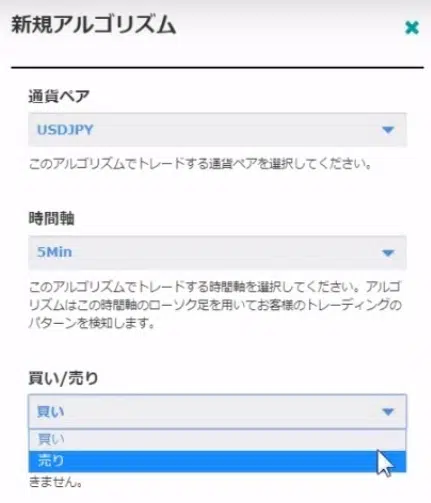 新規アルゴリズム
通貨ペア
USDJPY
このアルゴリズムでトレードする通貨ペアを選択してください。
時間軸
5Min
このアルゴリズムでトレードする時間軸を選択してください。アルゴ
リズムはこの時間軸のローソク足を用いてお客様のトレーディングの
パターンを検知します。
買い/売り
買い
買い
売り
きません。